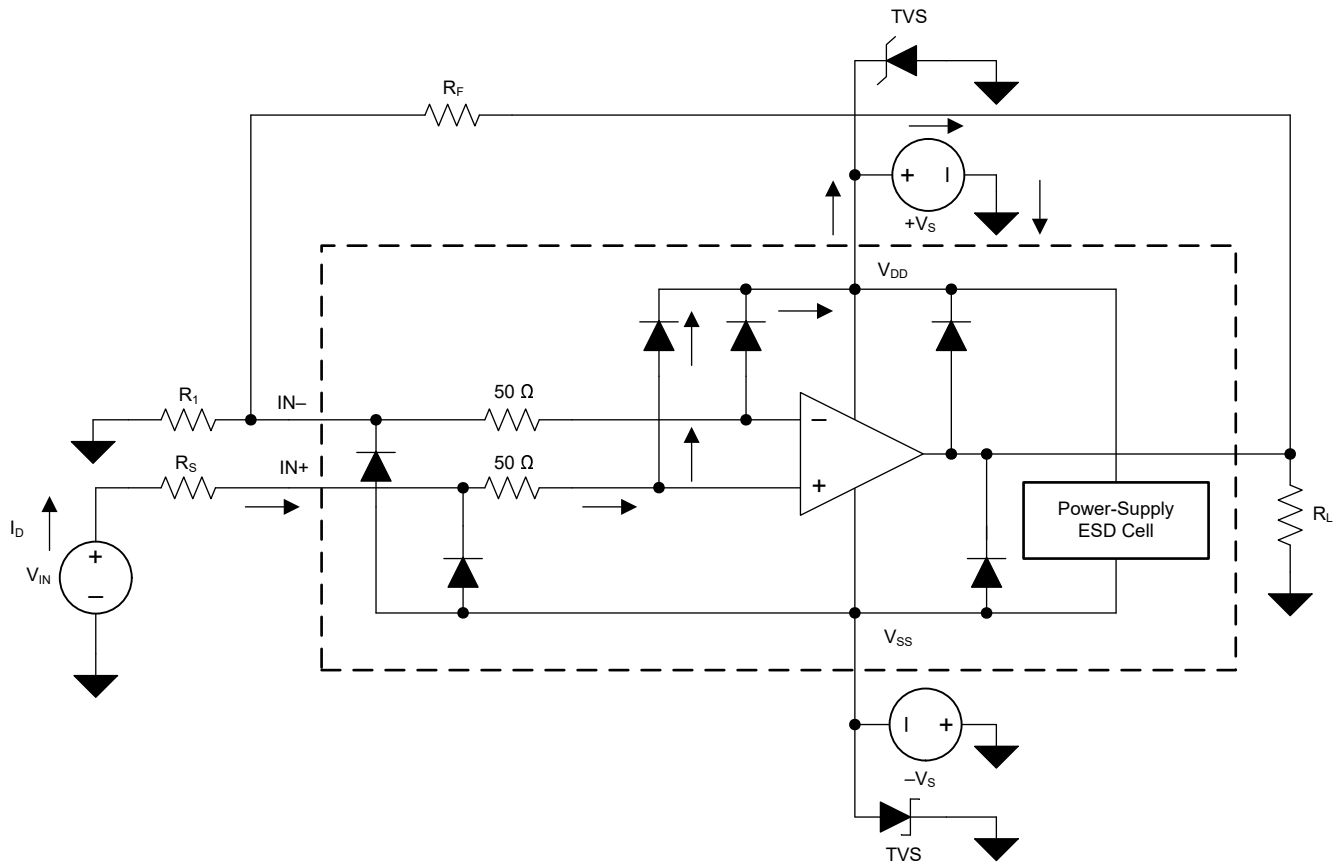 TVS
R_F
+ I
+V_S
V_DD
R_1
IN–
50 Ω
R_S
IN+
50 Ω
–
+
I_D
V_IN
+
–
Power-Supply
ESD Cell
R_L
V_SS
I +
–V_S
TVS